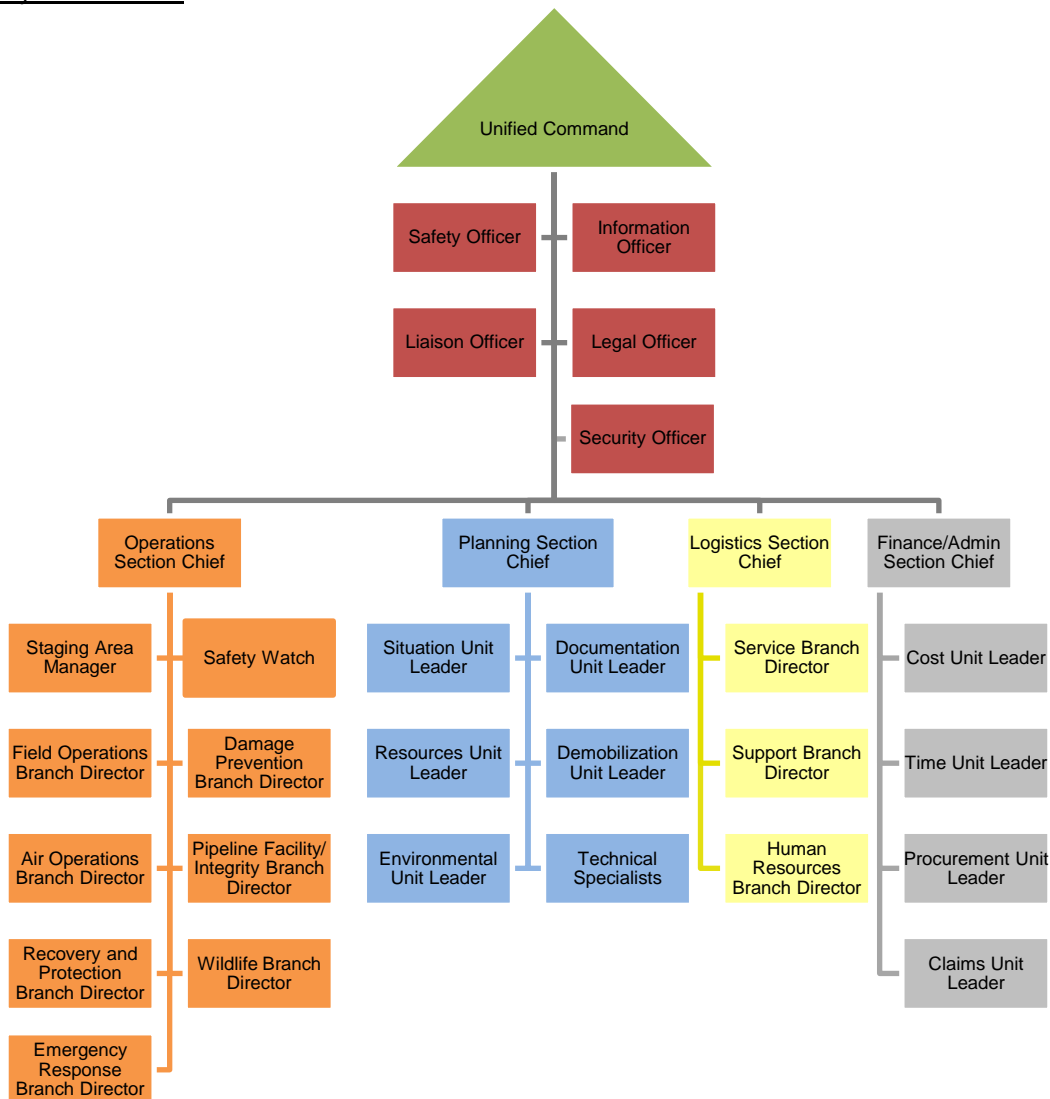 Unified Command
Safety Officer
Information
Officer
Liaison Officer
Legal Officer
Security Officer
Operations
Section Chief
Planning Section
Chief
Logistics Section
Chief
Finance/Admin
Section Chief
Staging Area
Manager
Safety Watch
Situation Unit
Leader
Documentation
Unit Leader
Service Branch
Director
Cost Unit Leader
Field Operations
Branch Director
Damage
Prevention
Branch Director
Resources Unit
Leader
Demobilization
Unit Leader
Support Branch
Director
Time Unit Leader
Air Operations
Branch Director
Pipeline Facility/
Integrity Branch
Director
Environmental
Unit Leader
Technical
Specialists
Human
Resources
Branch Director
Procurement Unit
Leader
Recovery and
Protection
Branch Director
Wildlife Branch
Director
Claims Unit
Leader
Emergency
Response
Branch Director